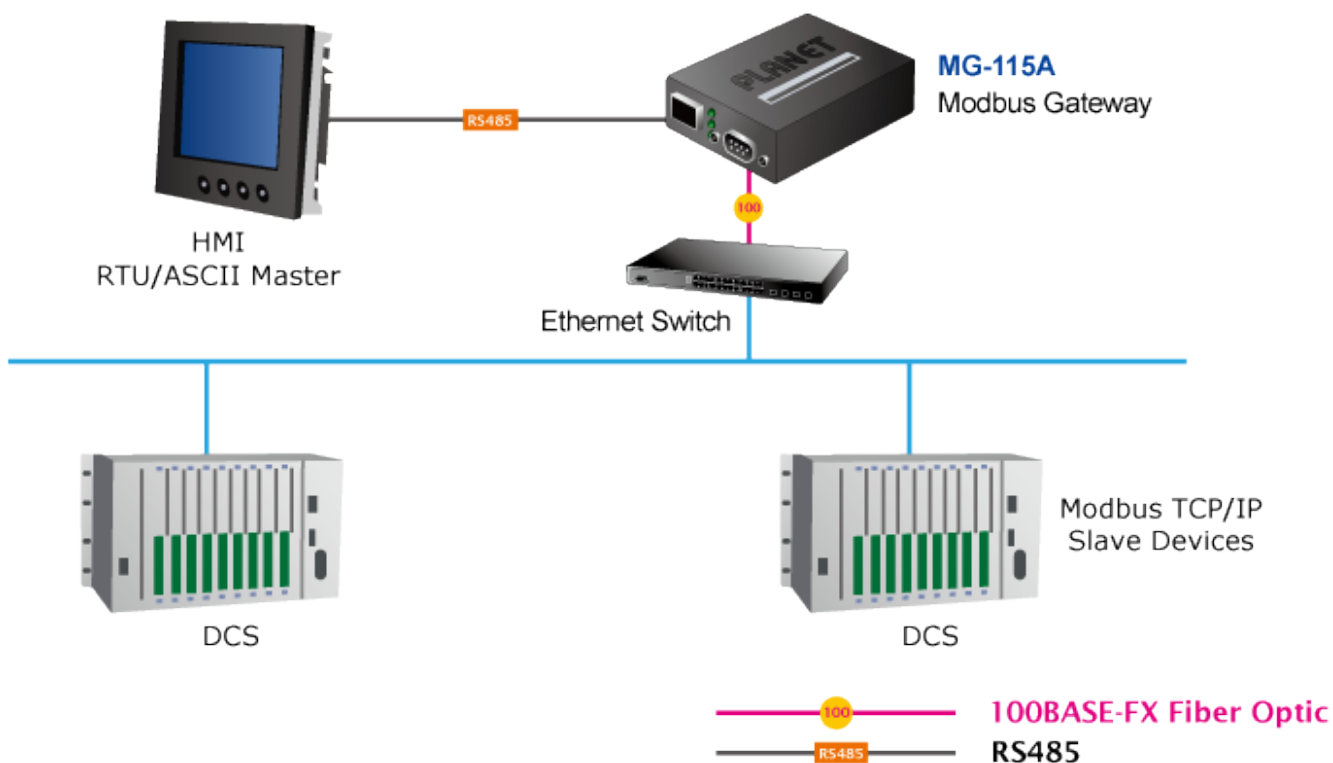 PLANET
MG-115A
Modbus Gateway
RS485
HMI
RTU/ASCII Master
100
Ethernet Switch
Modbus TCP/IP
Slave Devices
DCS
DCS
100
100BASE-FX Fiber Optic
RS485
RS485